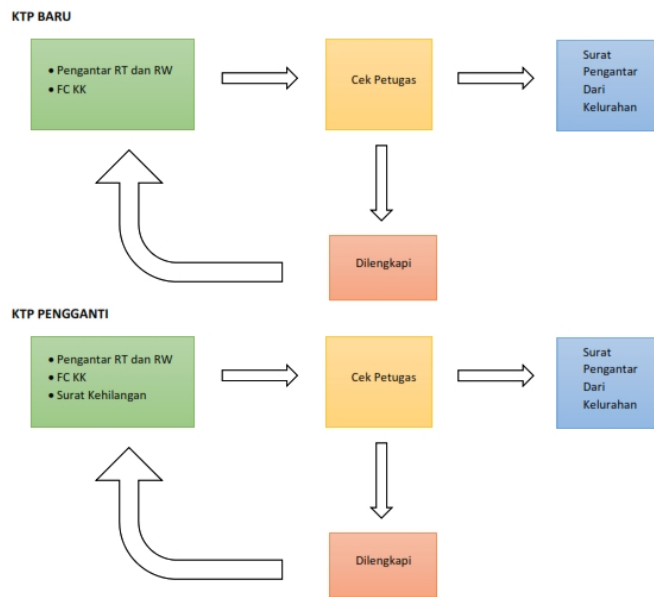 KTP BARU
• Pengantar RT dan RW
• FC KK
Cek Petugas
Surat
Pengantar
Dari
Kelurahan
Dilengkapi
KTP PENGGANTI
• Pengantar RT dan RW
• FC KK
• Surat Kehilangan
Cek Petugas
Surat
Pengantar
Dari
Kelurahan
Dilengkapi